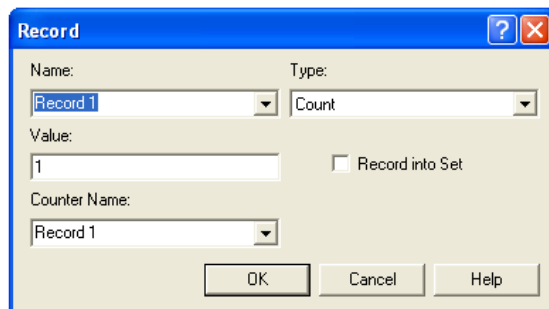 Record
Name: Type:
Record 1 Count
Value:
1 Record into Set
Counter Name:
Record 1
OK Cancel Help